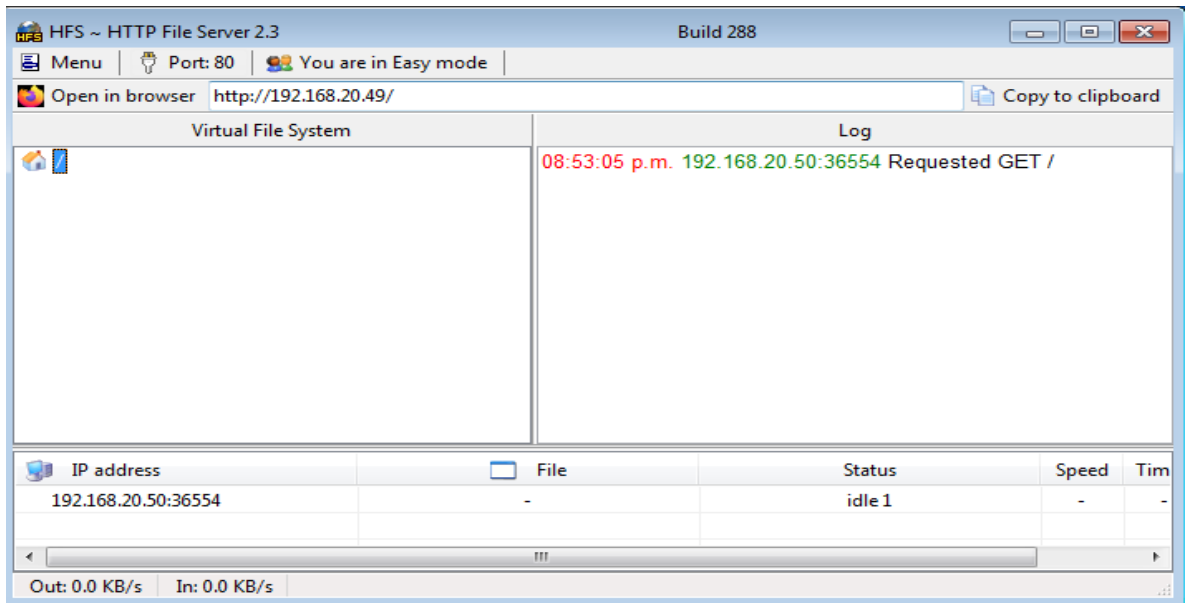 HFS ~ HTTP File Server 2.3 Build 288
Menu Port: 80 You are in Easy mode
Open in browser http://192.168.20.49/ Copy to clipboard
Virtual File System Log
/ 08:53:05 p.m. 192.168.20.50:36554 Requested GET /
IP address File Status Speed Tim
192.168.20.50:36554 - idle 1 - -
Out: 0.0 KB/s In: 0.0 KB/s